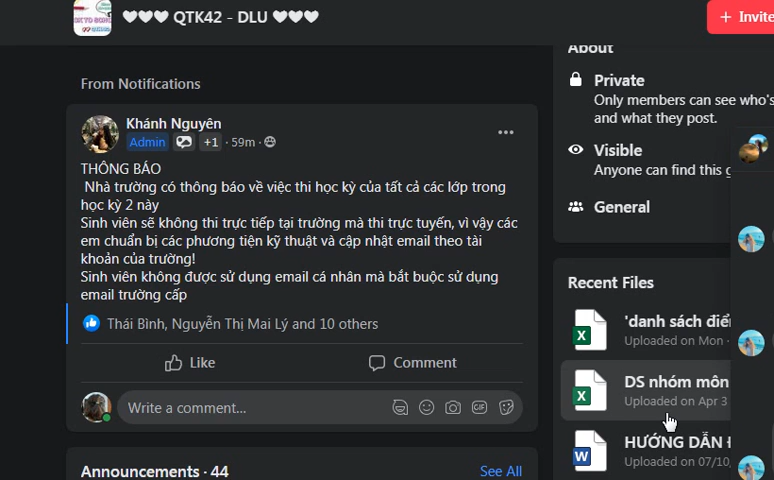 ♥♥♥ QTK42 - DLU ♥♥♥
+ Invite
From Notifications
Khánh Nguyên
Admin +1 · 59m ·
THÔNG BÁO
Nhà trường có thông báo về việc thi học kỳ của tất cả các lớp trong
học kỳ 2 này
Sinh viên sẽ không thi trực tiếp tại trường mà thi trực tuyến, vì vậy các
em chuẩn bị các phương tiện kỹ thuật và cập nhật email theo tài
khoản của trường!
Sinh viên không được sử dụng email cá nhân mà bắt buộc sử dụng
email trường cấp
Thái Bình, Nguyễn Thị Mai Lý and 10 others
Like
Comment
Write a comment...
GIF
Announcements · 44
See All
About
Private
Only members can see who's
and what they post.
Visible
Anyone can find this
General
Recent Files
'danh sách
Uploaded on Mon
DS nhóm môn
Uploaded on Apr 3
HƯỚNG DẪN
Uploaded on 07/10,